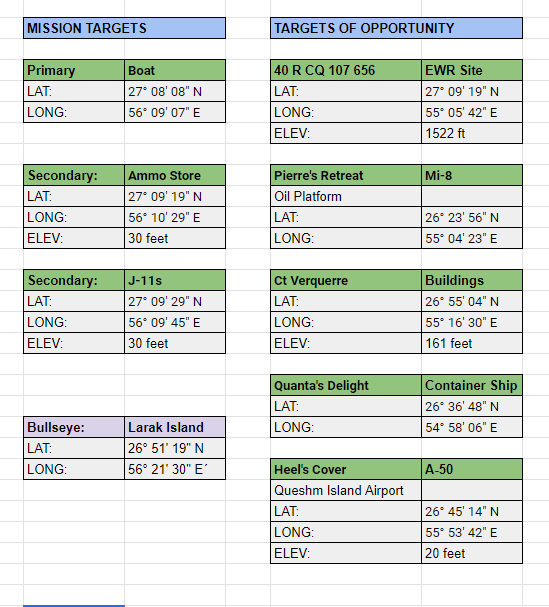 MISSION TARGETS
Primary Boat
LAT: 27° 08' 08" N
LONG: 56° 09' 07" E
Secondary: Ammo Store
LAT: 27° 09' 19" N
LONG: 56° 10' 29" E
ELEV: 30 feet
Secondary: J-11s
LAT: 27° 09' 29" N
LONG: 56° 09' 45" E
ELEV: 30 feet
Bullseye: Larak Island
LAT: 26° 51' 19" N
LONG: 56° 21' 30" E´
TARGETS OF OPPORTUNITY
40 R CQ 107 656 EWR Site
LAT: 27° 09' 19" N
LONG: 55° 05' 42" E
ELEV: 1522 ft
Pierre's Retreat Mi-8
Oil Platform
LAT: 26° 23' 56" N
LONG: 55° 04' 23" E
Ct Verquerre Buildings
LAT: 26° 55' 04" N
LONG: 55° 16' 30" E
ELEV: 161 feet
Quanta's Delight Container Ship
LAT: 26° 36' 48" N
LONG: 54° 58' 06" E
Heel's Cover A-50
Queshm Island Airport
LAT: 26° 45' 14" N
LONG: 55° 53' 42" E
ELEV: 20 feet